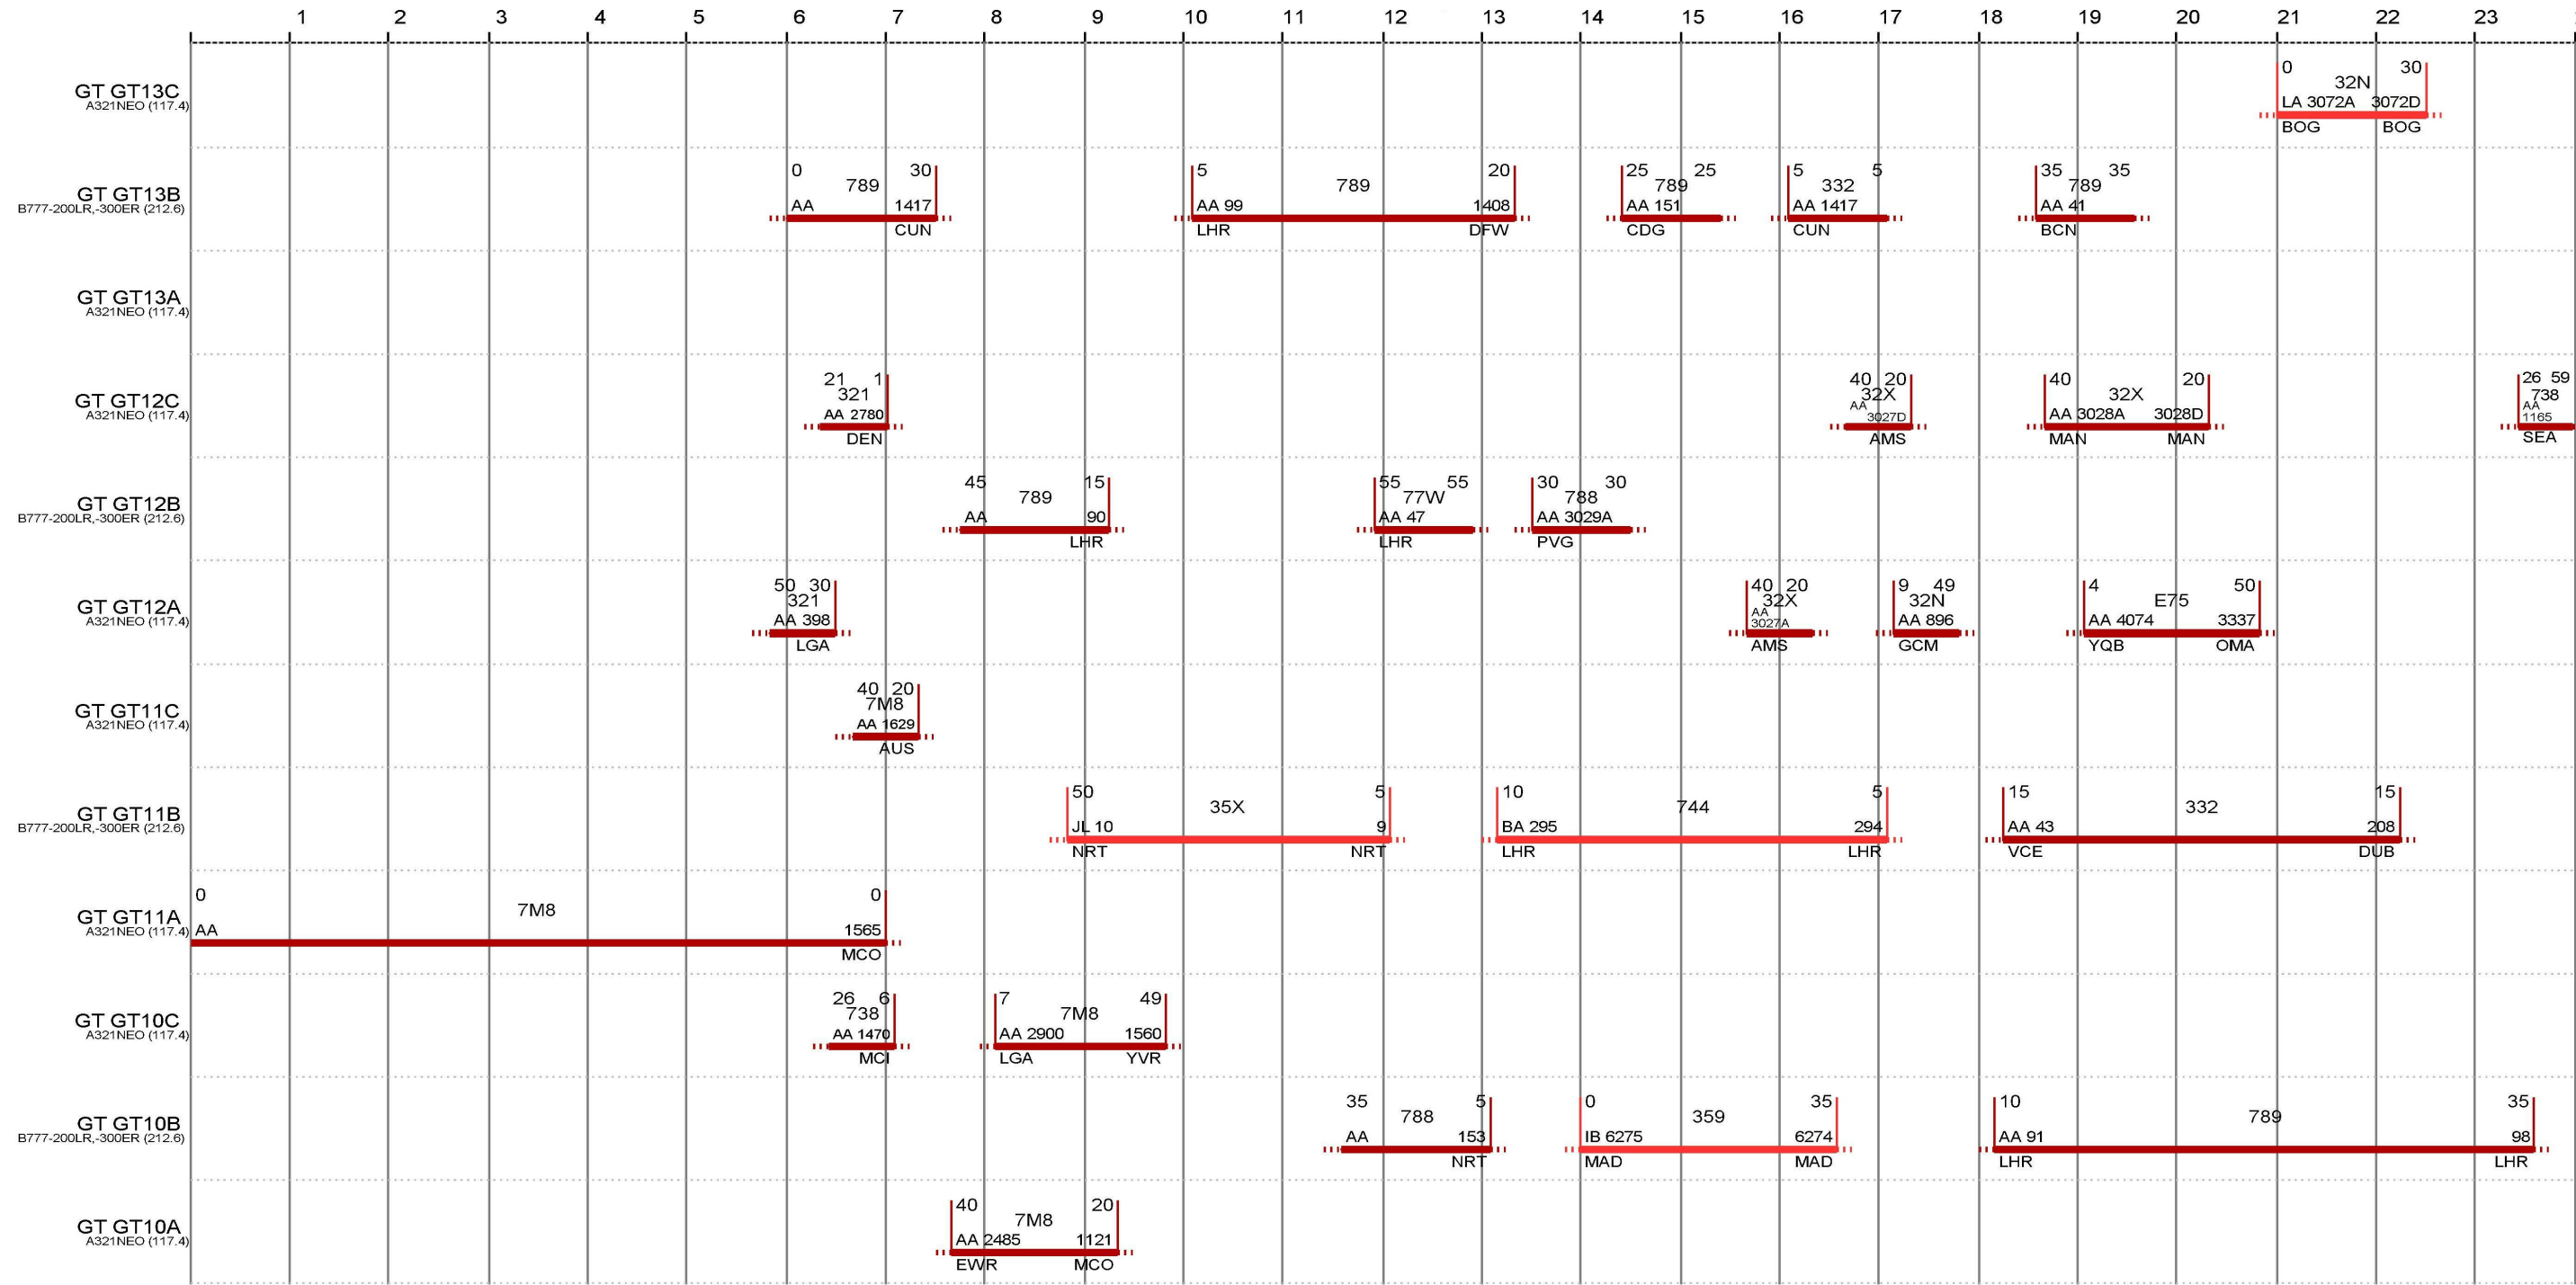 1 2 3 4 5 6 7 8 9 10 11 12 13 14 15 16 17 18 19 20 21 22 23
GT GT13C
A321NEO (117.4)
0 30
32N
LA 3072A 3072D
BOG BOG
GT GT13B
B777-200LR,-300ER (212.6)
0 30 5 20 25 25 5 5 35 35
789 789 789 332 789
AA 1417 AA 99 1408 AA 151 AA 1417 AA 41
CUN LHR DFW CDG CUN BCN
GT GT13A
A321NEO (117.4)
GT GT12C
A321NEO (117.4)
21 1 40 20 40 20 26 59
321 32X 32X 738
AA 2780 AA 3027D AA 3028A 3028D AA 1165
DEN AMS MAN MAN SEA
GT GT12B
B777-200LR,-300ER (212.6)
45 15 55 55 30 30
789 77W 788
AA 90 AA 47 AA 3029A
LHR LHR PVG
GT GT12A
A321NEO (117.4)
50 30 40 20 9 49 4 50
321 32X 32N E75
AA 398 AA 3027A AA 896 AA 4074 3337
LGA AMS GCM YQB OMA
GT GT11C
A321NEO (117.4)
40 20
7M8
AA 1629
AUS
GT GT11B
B777-200LR,-300ER (212.6)
50 5 10 5 15 15
35X 744 332
JL 10 9 BA 295 294 AA 43 208
NRT NRT LHR LHR VCE DUB
GT GT11A
A321NEO (117.4)
0 0
7M8
AA 1565
MCO
GT GT10C
A321NEO (117.4)
26 6 7 49
738 7M8
AA 1470 AA 2900 1560
MCI LGA YVR
GT GT10B
B777-200LR,-300ER (212.6)
35 5 0 35 10 35
788 359 789
AA 153 IB 6275 6274 AA 91 98
NRT MAD MAD LHR LHR
GT GT10A
A321NEO (117.4)
40 20
7M8
AA 2485 1121
EWR MCO